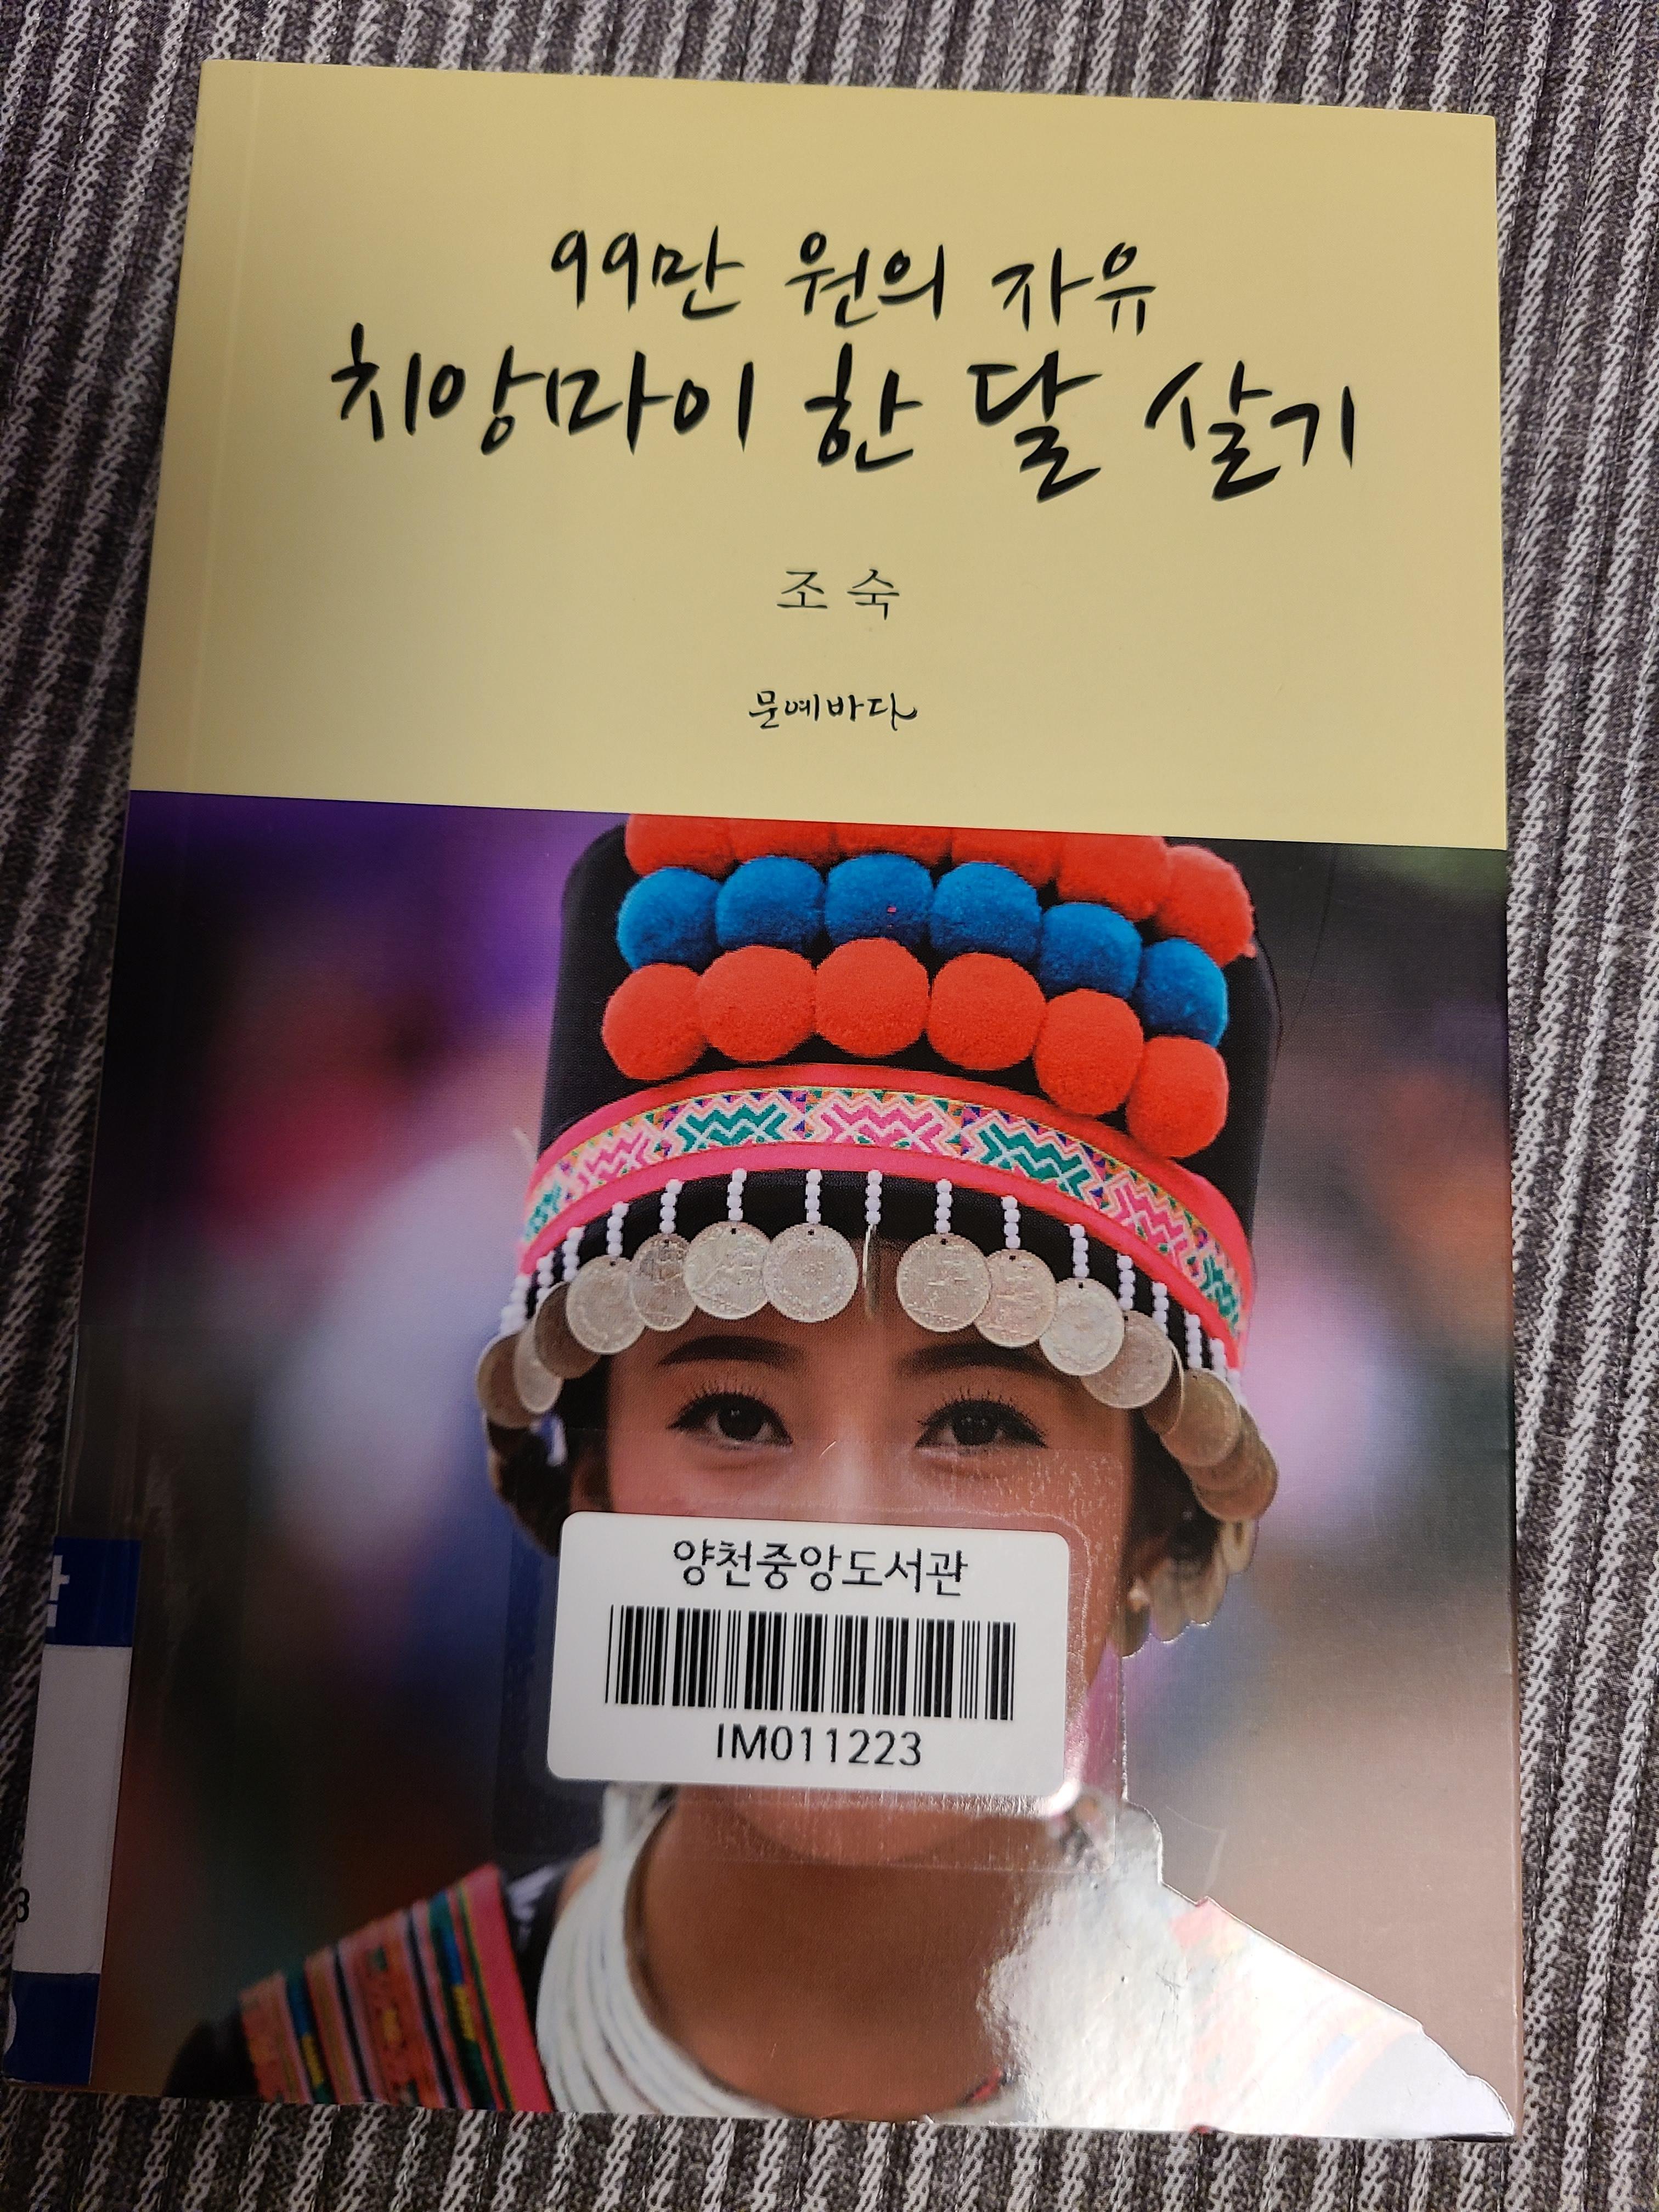 99만 원의 자유
치앙마이 한 달 살기
조 숙
문예바다
양천중앙도서관
IM011223
3